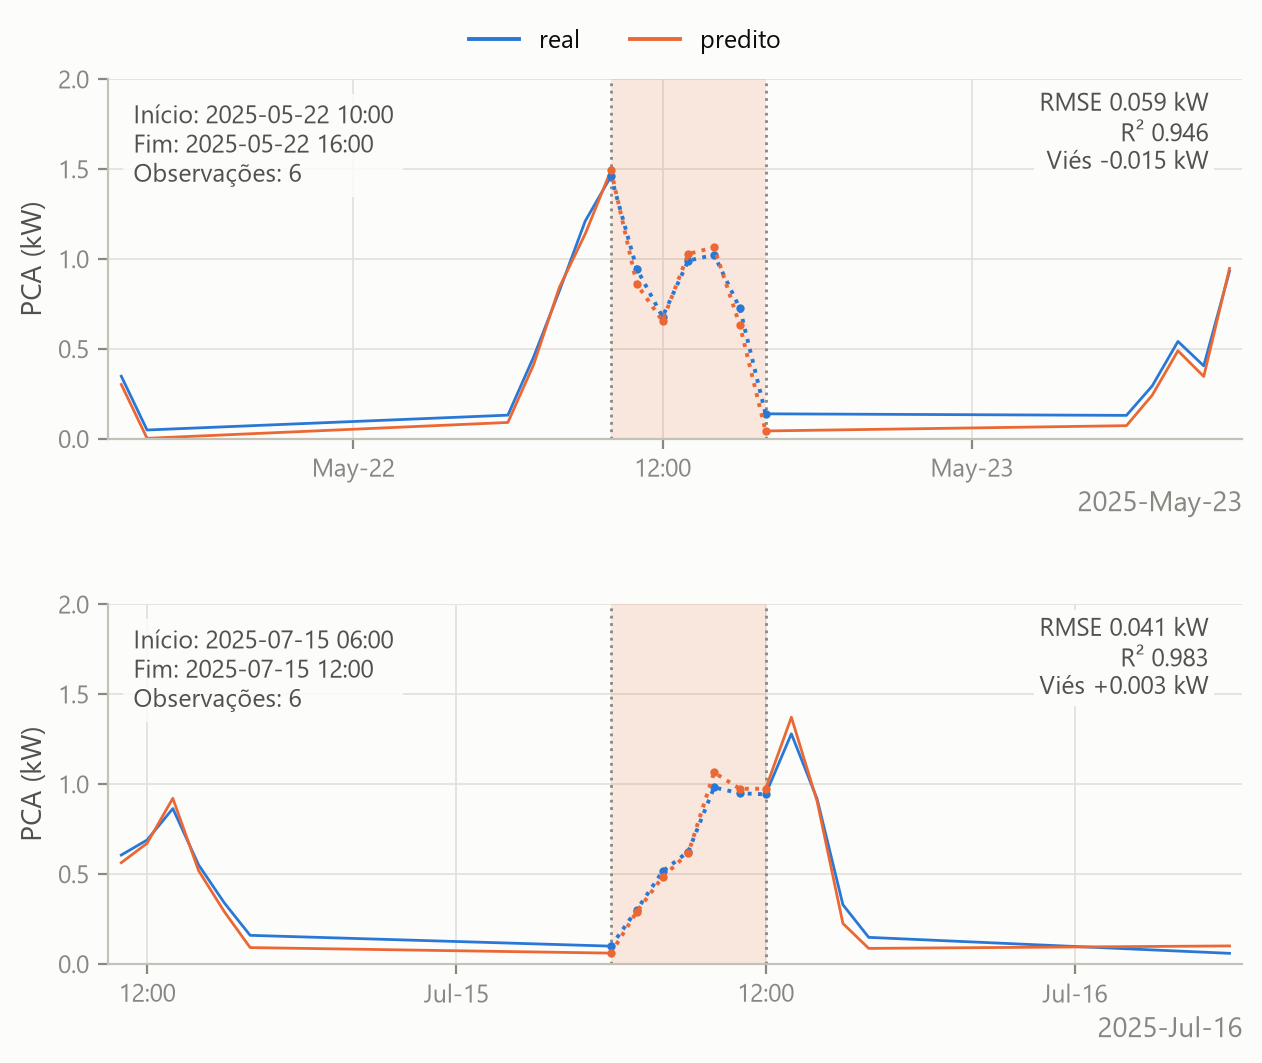 real predito
2.0
1.5
1.0
0.5
0.0
PCA (kW)
Início: 2025-05-22 10:00
Fim: 2025-05-22 16:00
Observações: 6
RMSE 0.059 kW
R² 0.946
Viés -0.015 kW
May-22 12:00 May-23
2025-May-23
2.0
1.5
1.0
0.5
0.0
PCA (kW)
Início: 2025-07-15 06:00
Fim: 2025-07-15 12:00
Observações: 6
RMSE 0.041 kW
R² 0.983
Viés +0.003 kW
12:00 Jul-15 12:00 Jul-16
2025-Jul-16